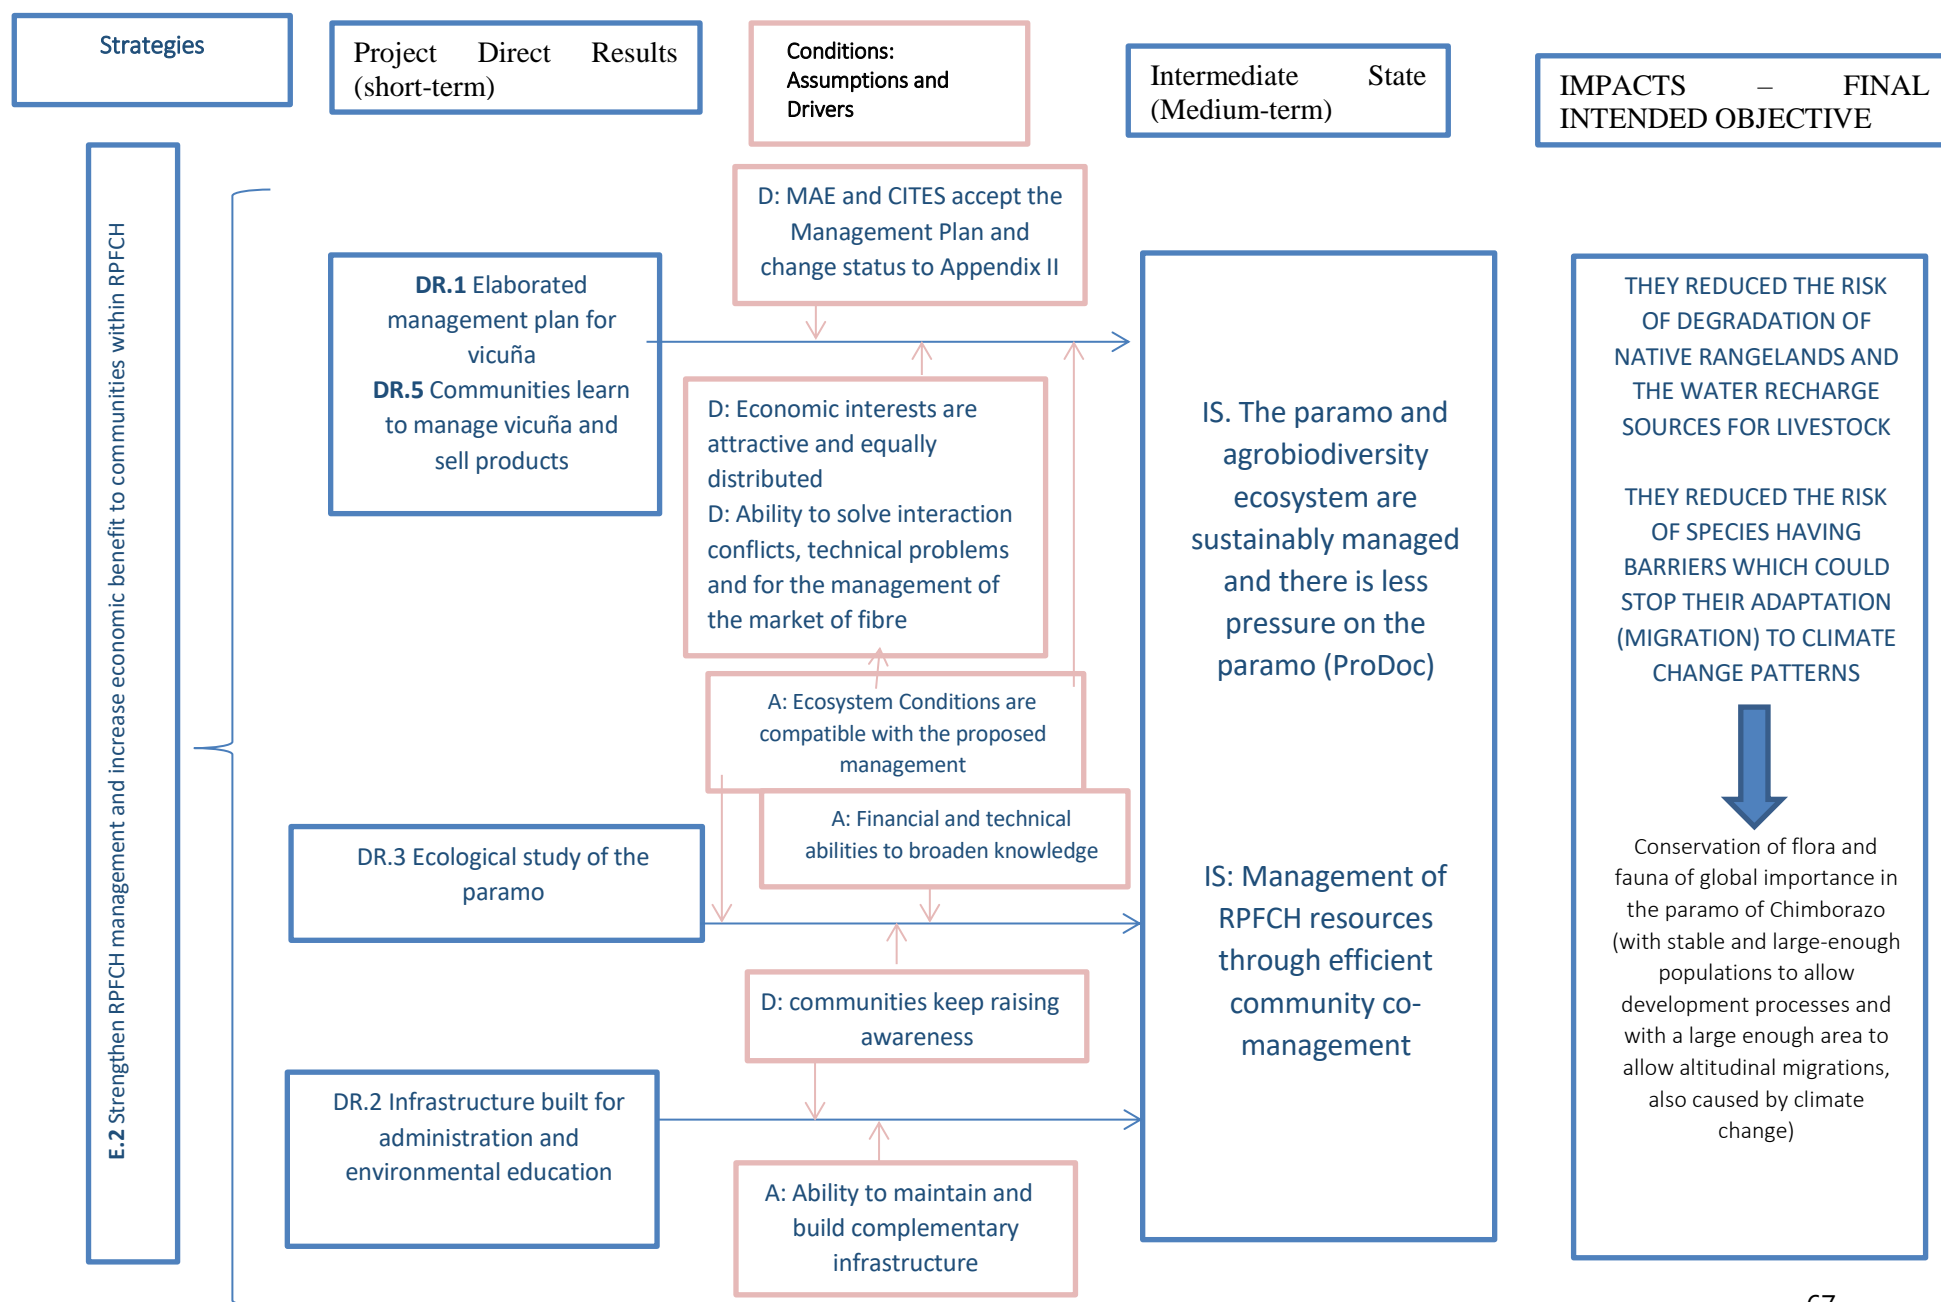 Strategies
Project Direct Results
(short-term)
Conditions:
Assumptions and
Drivers
Intermediate State
(Medium-term)
IMPACTS – FINAL
INTENDED OBJECTIVE
E.2 Strengthen RPFCH management and increase economic benefit to communities within RPFCH
DR.1 Elaborated
management plan for
vicuña
DR.5 Communities learn
to manage vicuña and
sell products
DR.3 Ecological study of the
paramo
DR.2 Infrastructure built for
administration and
environmental education
D: MAE and CITES accept the
Management Plan and
change status to Appendix II
D: Economic interests are
attractive and equally
distributed
D: Ability to solve interaction
conflicts, technical problems
and for the management of
the market of fibre
A: Ecosystem Conditions are
compatible with the proposed
management
A: Financial and technical
abilities to broaden knowledge
D: communities keep raising
awareness
A: Ability to maintain and
build complementary
infrastructure
IS. The paramo and
agrobiodiversity
ecosystem are
sustainably managed
and there is less
pressure on the
paramo (ProDoc)
IS: Management of
RPFCH resources
through efficient
community co-
management
THEY REDUCED THE RISK
OF DEGRADATION OF
NATIVE RANGELANDS AND
THE WATER RECHARGE
SOURCES FOR LIVESTOCK
THEY REDUCED THE RISK
OF SPECIES HAVING
BARRIERS WHICH COULD
STOP THEIR ADAPTATION
(MIGRATION) TO CLIMATE
CHANGE PATTERNS
Conservation of flora and
fauna of global importance in
the paramo of Chimborazo
(with stable and large-enough
populations to allow
development processes and
with a large enough area to
allow altitudinal migrations,
also caused by climate
change)
67